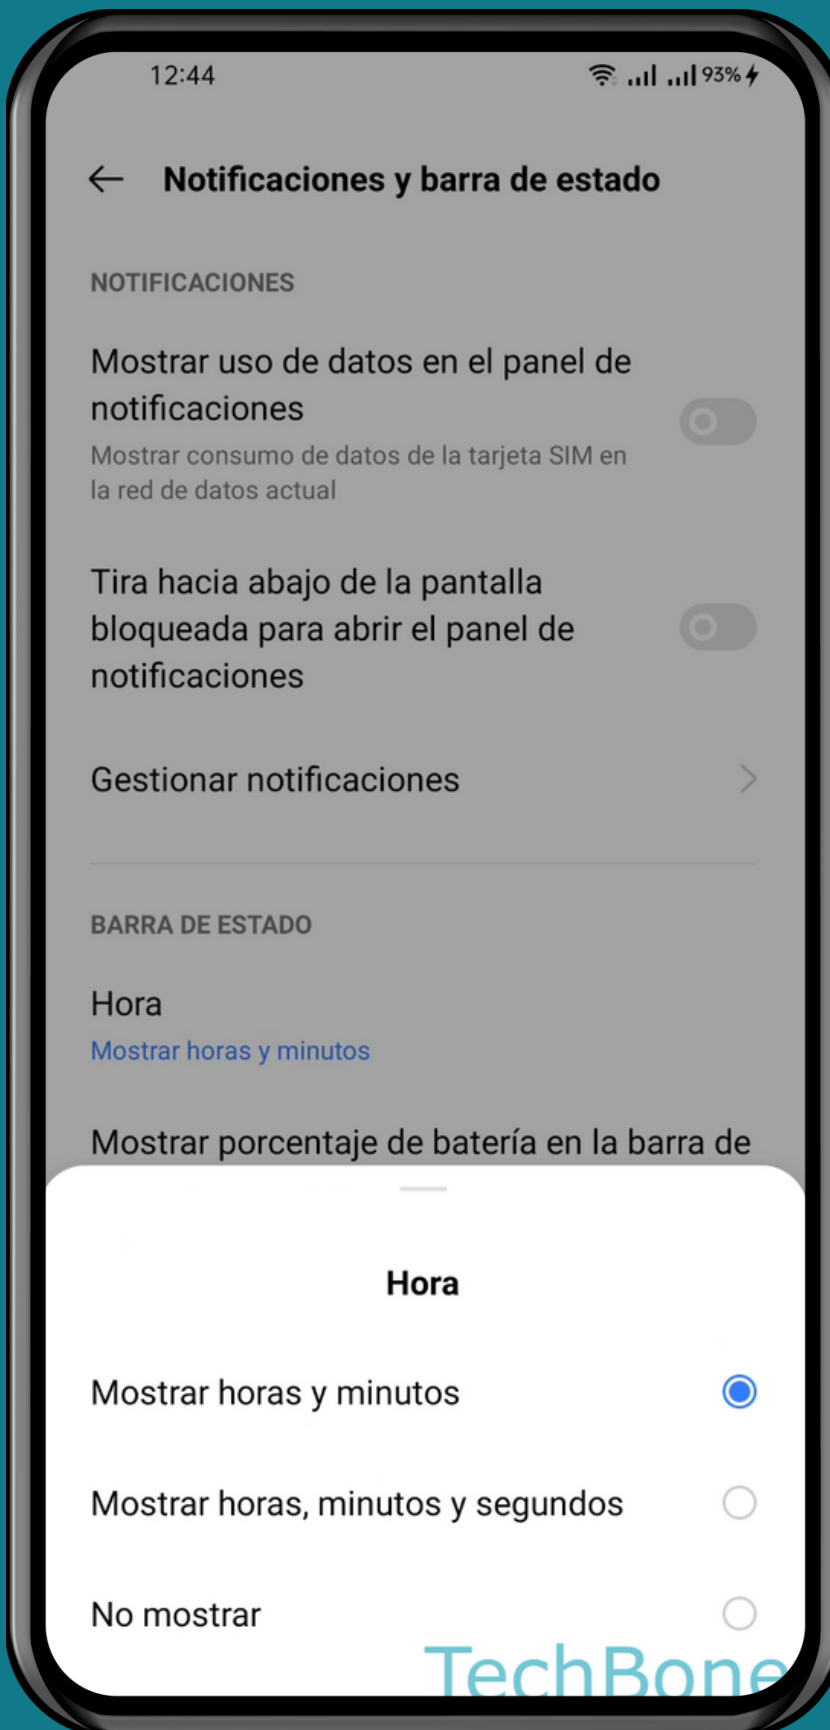 12:44
93%
Notificaciones y barra de estado
NOTIFICACIONES
Mostrar uso de datos en el panel de
notificaciones
Mostrar consumo de datos de la tarjeta SIM en
la red de datos actual
Tira hacia abajo de la pantalla
bloqueada para abrir el panel de
notificaciones
Gestionar notificaciones
BARRA DE ESTADO
Hora
Mostrar horas y minutos
Mostrar porcentaje de batería en la barra de
Hora
Mostrar horas y minutos
Mostrar horas, minutos y segundos
No mostrar
TechBone